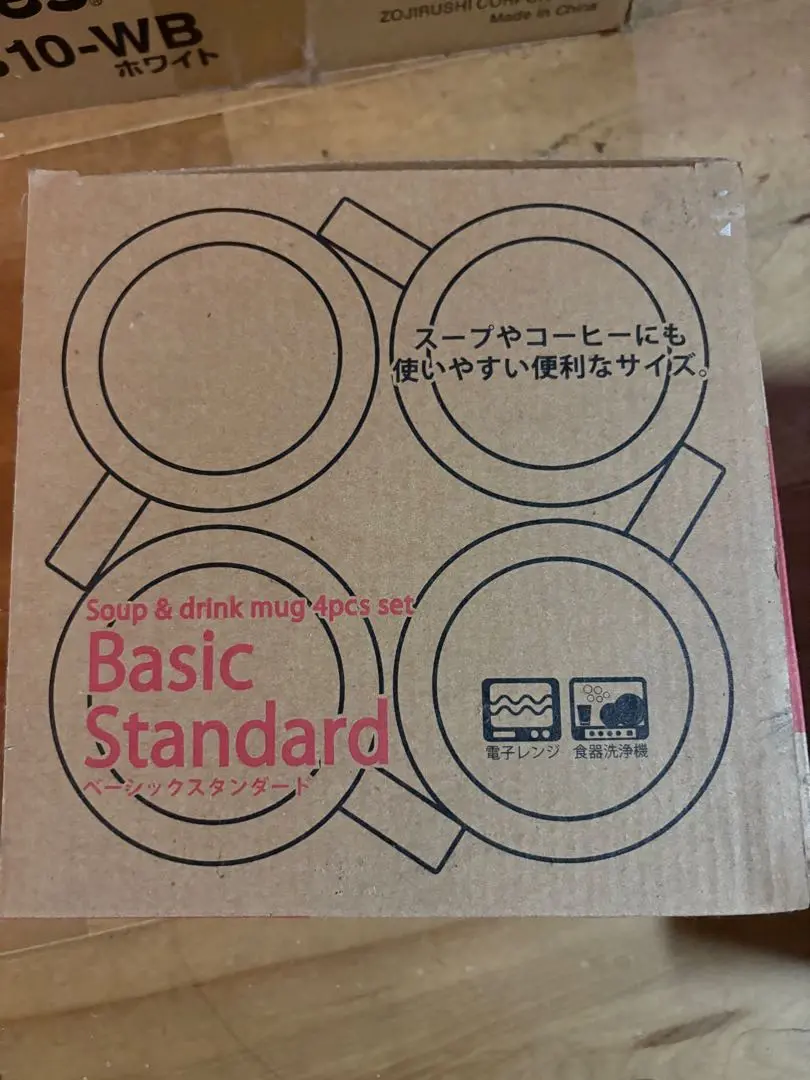 10-WB
ホワイト
ZOJIRUSHI
Made in China
スープやコーヒーにも
使いやすい便利なサイズ。
Soup & drink mug 4pcs set
Basic
Standard
ベーシックスタンダード
電子レンジ 食器洗浄機